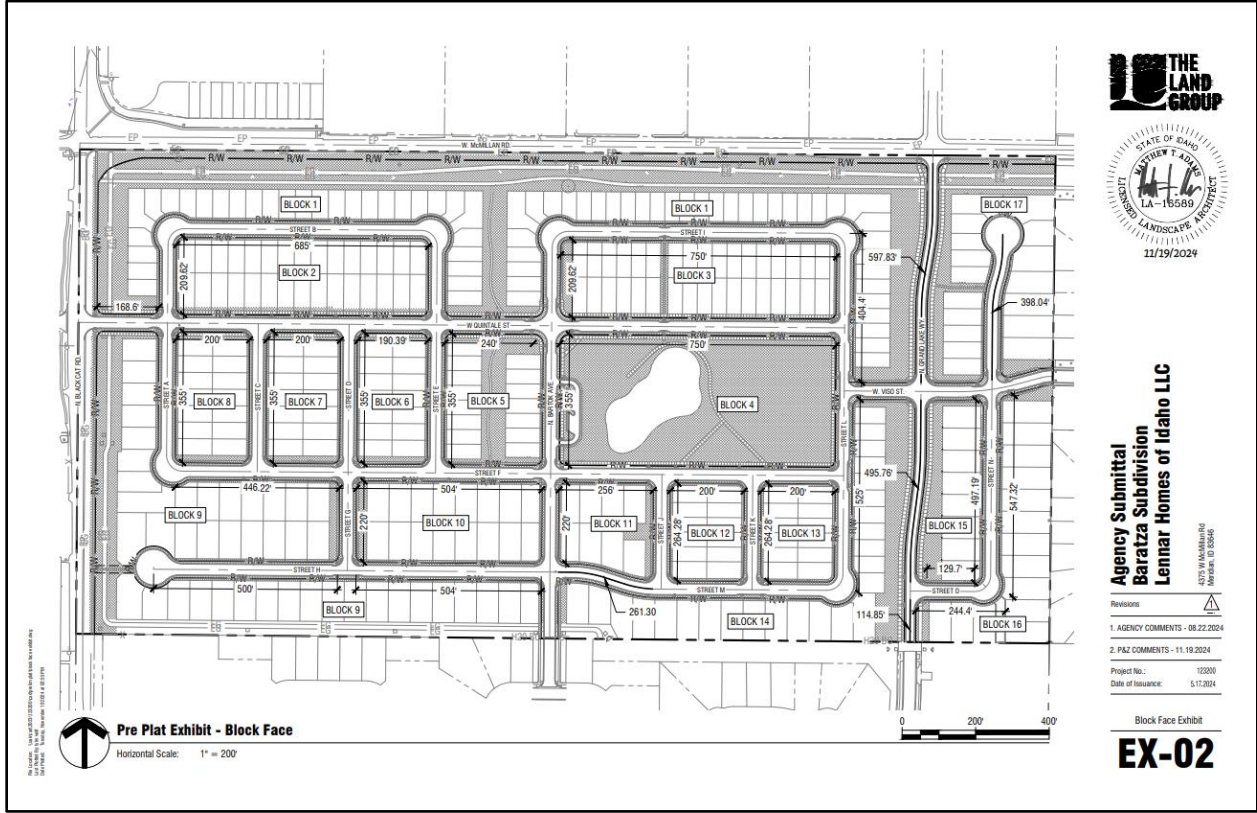 THE
LAND
GROUP
STATE OF IDAHO
MATTHEW T. ADAMS
LA-16589
LICENSED LANDSCAPE ARCHITECT
11/19/2024
Agency Submittal
Baratza Subdivision
Lennar Homes of Idaho LLC
4375 W McMillan Rd
Meridian, ID 83646
Revisions
1
1. AGENCY COMMENTS - 08.22.2024
2. P&Z COMMENTS - 11.19.2024
Project No.: 123200
Date of Issuance: 5.17.2024
Block Face Exhibit
EX-02
W. McMILLAN RD.
R/W R/W R/W R/W R/W R/W R/W R/W R/W R/W
BLOCK 1
BLOCK 1
BLOCK 17
STREET B
STREET I
685'
750'
597.83'
BLOCK 2
BLOCK 3
209.62'
209.62'
404.4'
398.04'
168.6'
N. GRAND LAKE WY
W QUINTALE ST
200'
200'
190.39'
240'
750'
N. BLACK CAT RD.
STREET A
355'
BLOCK 8
STREET C
355'
BLOCK 7
STREET D
355'
BLOCK 6
STREET E
355'
BLOCK 5
N. BARTOK AVE.
355'
BLOCK 4
STREET L
W. VISO ST.
STREET F
446.22'
504'
256'
200'
200'
525'
495.76'
497.19'
STREET N
547.32'
BLOCK 9
STREET G
220'
BLOCK 10
220'
BLOCK 11
STREET J
264.28'
BLOCK 12
STREET K
264.28'
BLOCK 13
BLOCK 15
129.7'
STREET H
STREET M
STREET O
500'
504'
BLOCK 9
261.30
BLOCK 14
114.85'
244.4'
BLOCK 16
Pre Plat Exhibit - Block Face
Horizontal Scale: 1" = 200'
0 200' 400'